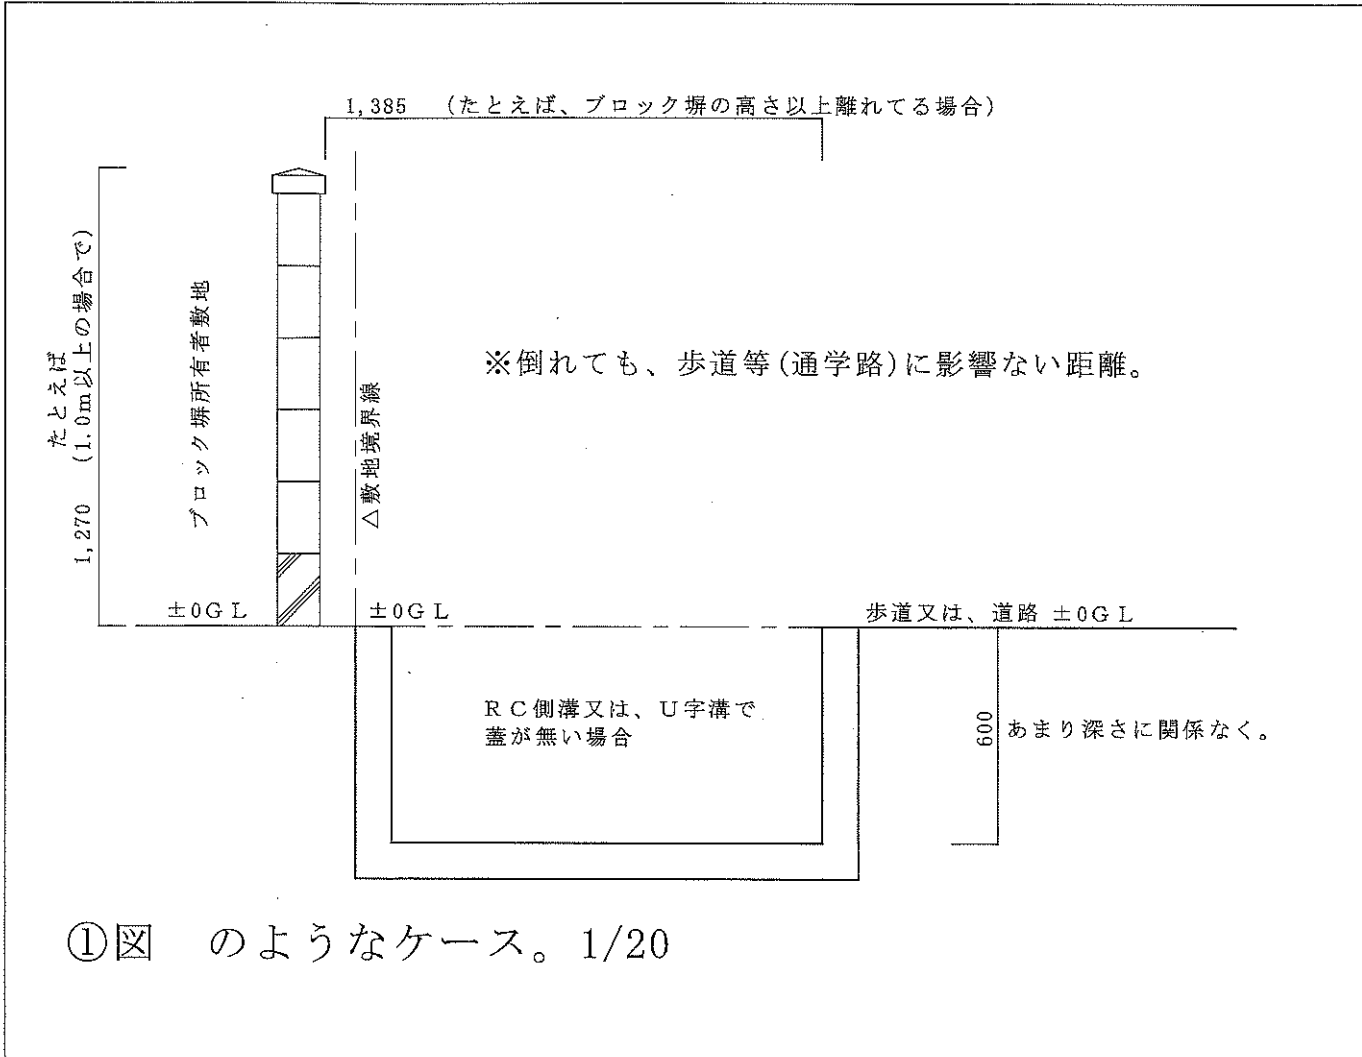 1,385 (たとえば、ブロック塀の高さ以上離れてる場合)
たとえば
1,270 (1.0m以上の場合で)
ブロック塀所有者敷地
△敷地境界線
※倒れても、歩道等(通学路)に影響ない距離。
±0GL
±0GL
歩道又は、道路 ±0GL
RC側溝又は、U字溝で
蓋が無い場合
600
あまり深さに関係なく。
①図 のようなケース。1/20